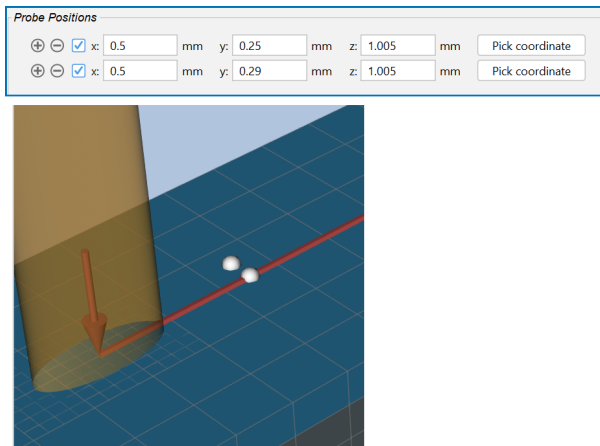 Probe Positions
x: 0.5 mm y: 0.25 mm z: 1.005 mm Pick coordinate
x: 0.5 mm y: 0.29 mm z: 1.005 mm Pick coordinate